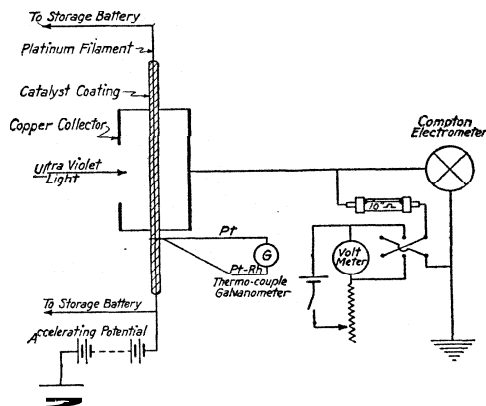 To Storage Battery
Platinum Filament
Catalyst Coating
Copper Collector
Ultra Violet
Light
Compton
Electrometer
Pt
G
Pt-Rh
Thermo-couple
Galvanometer
Volt
Meter
To Storage Battery
Accelerating Potential